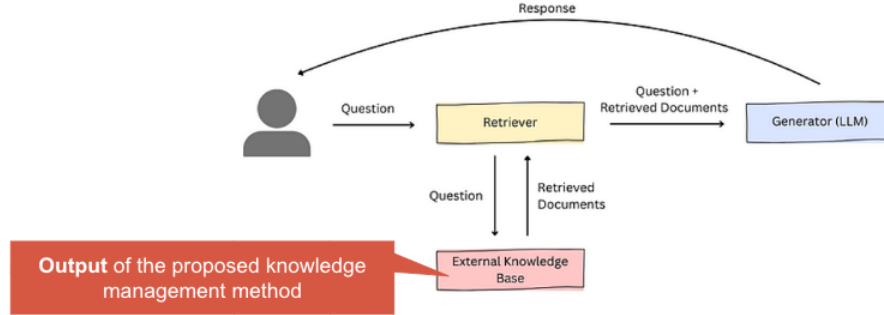 Response
Question
Retriever
Question +
Retrieved Documents
Generator (LLM)
Question
Retrieved
Documents
External Knowledge
Base
Output of the proposed knowledge
management method